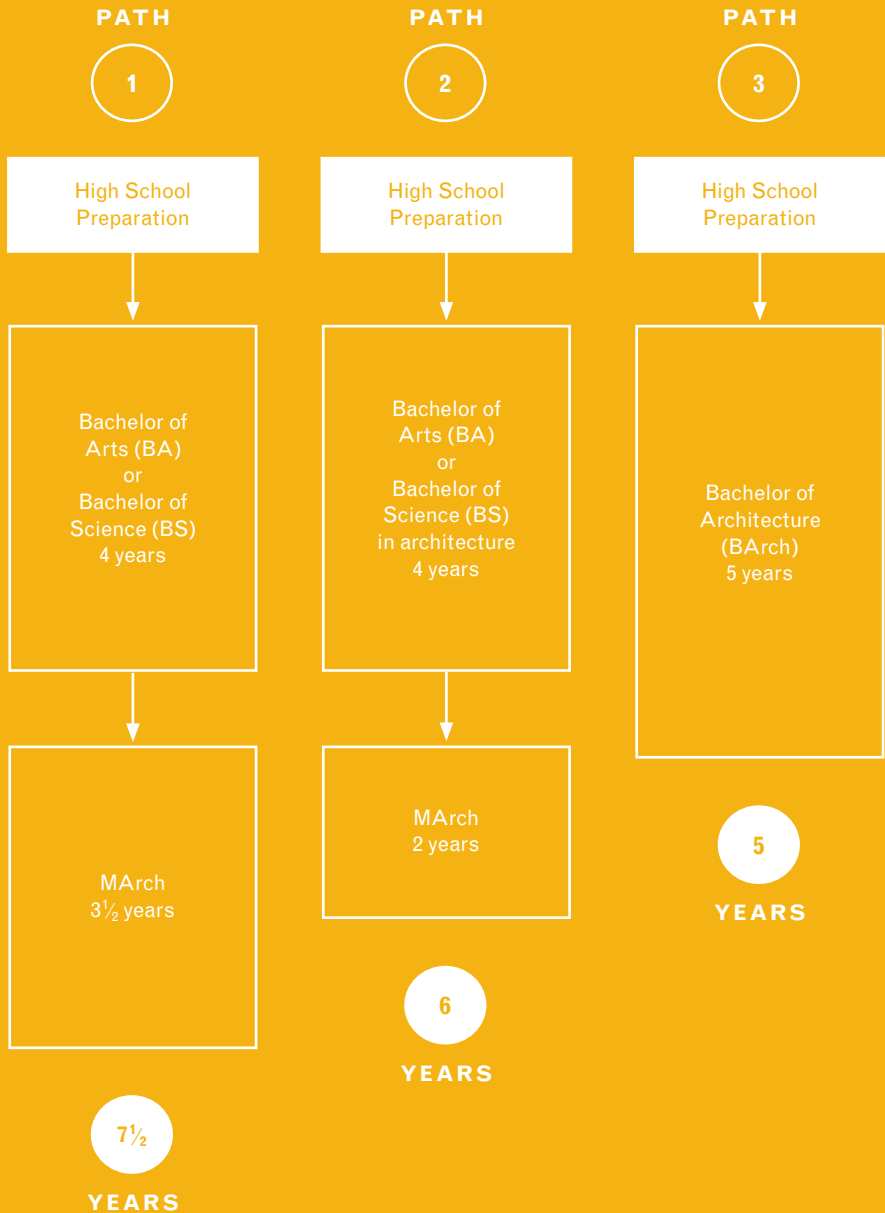 PATH
1
High School
Preparation
Bachelor of
Arts (BA)
or
Bachelor of
Science (BS)
4 years
MArch
3½ years
7½
YEARS
PATH
2
High School
Preparation
Bachelor of
Arts (BA)
or
Bachelor of
Science (BS)
in architecture
4 years
MArch
2 years
6
YEARS
PATH
3
High School
Preparation
Bachelor of
Architecture
(BArch)
5 years
5
YEARS